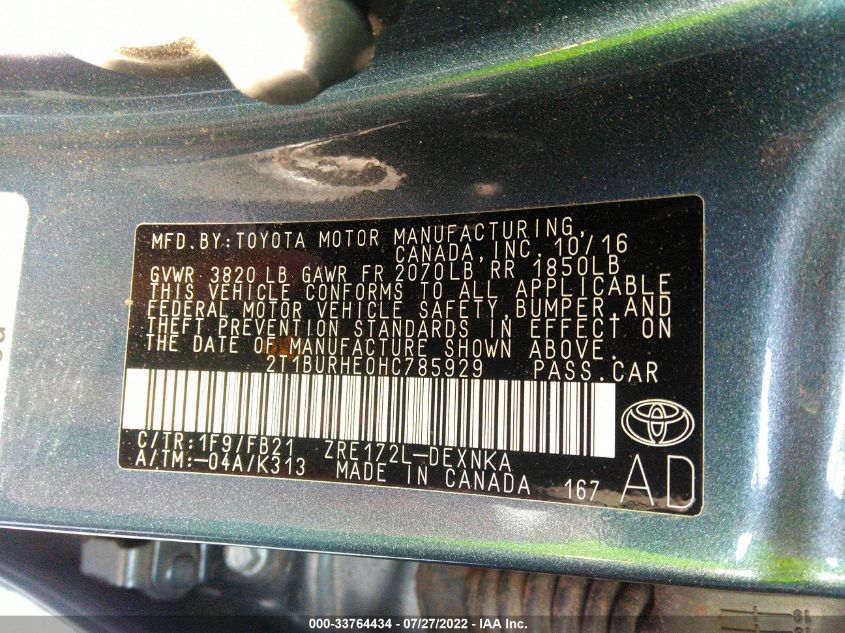 MFD.BY:TOYOTA MOTOR MANUFACTURING,
CANADA,INC. 10/16
GVWR 3820 LB GAWR FR 2070LB RR 1850LB
THIS VEHICLE CONFORMS TO ALL APPLICABLE
FEDERAL MOTOR VEHICLE SAFETY,BUMPER,AND
THEFT PREVENTION STANDARDS IN EFFECT ON
THE DATE OF MANUFACTURE SHOWN ABOVE.
2T1BURHE0HC785929 PASS.CAR
C/TR:1F9/FB21 ZRE172L-DEXNKA
A/TM:-04A/K313 MADE IN CANADA 167 AD
000-33764434 - 07/27/2022 - IAA Inc.